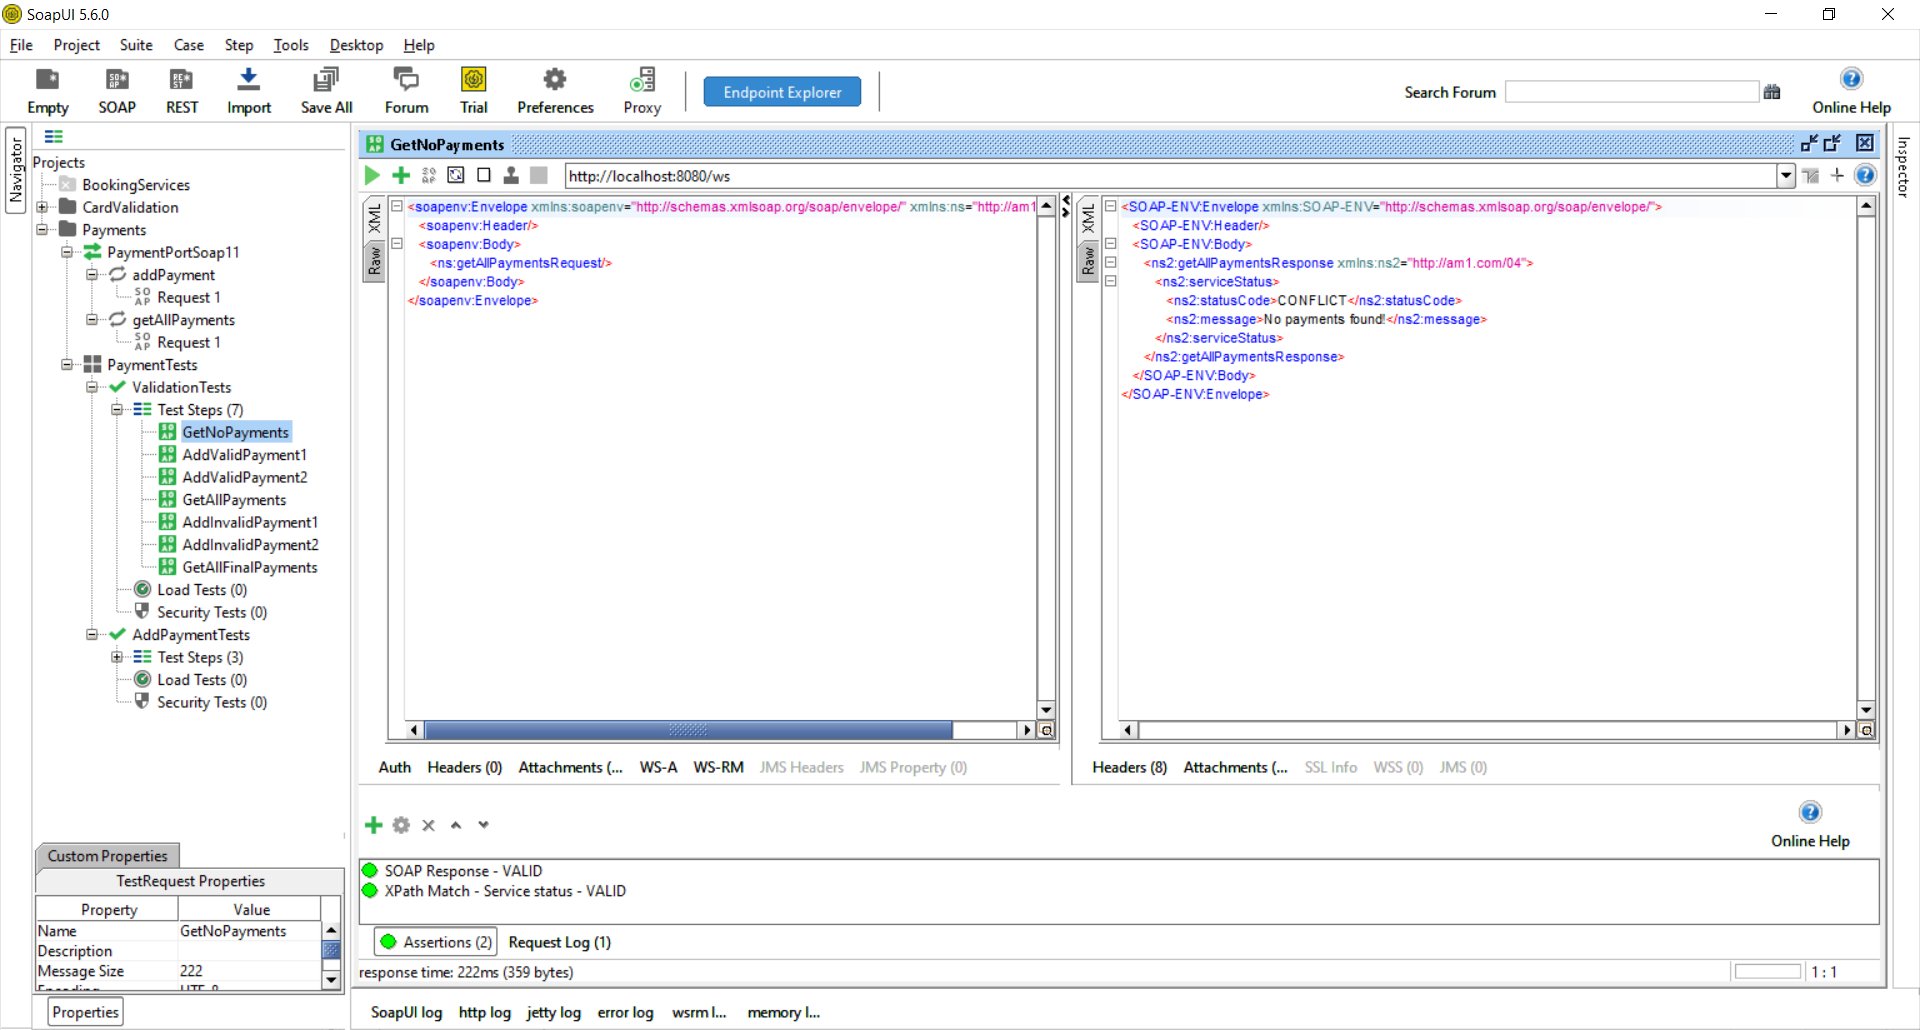 SoapUI 5.6.0
File Project Suite Case Step Tools Desktop Help
Empty SOAP REST Import Save All Forum Trial Preferences Proxy
Endpoint Explorer
Search Forum
Online Help
Navigator
Projects
BookingServices
CardValidation
Payments
PaymentPortSoap11
addPayment
Request 1
getAllPayments
Request 1
PaymentTests
ValidationTests
Test Steps (7)
GetNoPayments
AddValidPayment1
AddValidPayment2
GetAllPayments
AddInvalidPayment1
AddInvalidPayment2
GetAllFinalPayments
Load Tests (0)
Security Tests (0)
AddPaymentTests
Test Steps (3)
Load Tests (0)
Security Tests (0)
Custom Properties
TestRequest Properties
Property Value
Name GetNoPayments
Description
Message Size 222
Encoding UTF-8
Properties
GetNoPayments
http://localhost:8080/ws
XML
Raw
<soapenv:Envelope xmlns:soapenv="http://schemas.xmlsoap.org/soap/envelope/" xmlns:ns="http://am1
<soapenv:Header/>
<soapenv:Body>
<ns:getAllPaymentsRequest/>
</soapenv:Body>
</soapenv:Envelope>
Auth Headers (0) Attachments (... WS-A WS-RM JMS Headers JMS Property (0)
XML
Raw
<SOAP-ENV:Envelope xmlns:SOAP-ENV="http://schemas.xmlsoap.org/soap/envelope/">
<SOAP-ENV:Header/>
<SOAP-ENV:Body>
<ns2:getAllPaymentsResponse xmlns:ns2="http://am1.com/04">
<ns2:serviceStatus>
<ns2:statusCode>CONFLICT</ns2:statusCode>
<ns2:message>No payments found!</ns2:message>
</ns2:serviceStatus>
</ns2:getAllPaymentsResponse>
</SOAP-ENV:Body>
</SOAP-ENV:Envelope>
Headers (8) Attachments (... SSL Info WSS (0) JMS (0)
Online Help
SOAP Response - VALID
XPath Match - Service status - VALID
Assertions (2) Request Log (1)
response time: 222ms (359 bytes)
1 : 1
SoapUI log http log jetty log error log wsrm l... memory l...
Inspector